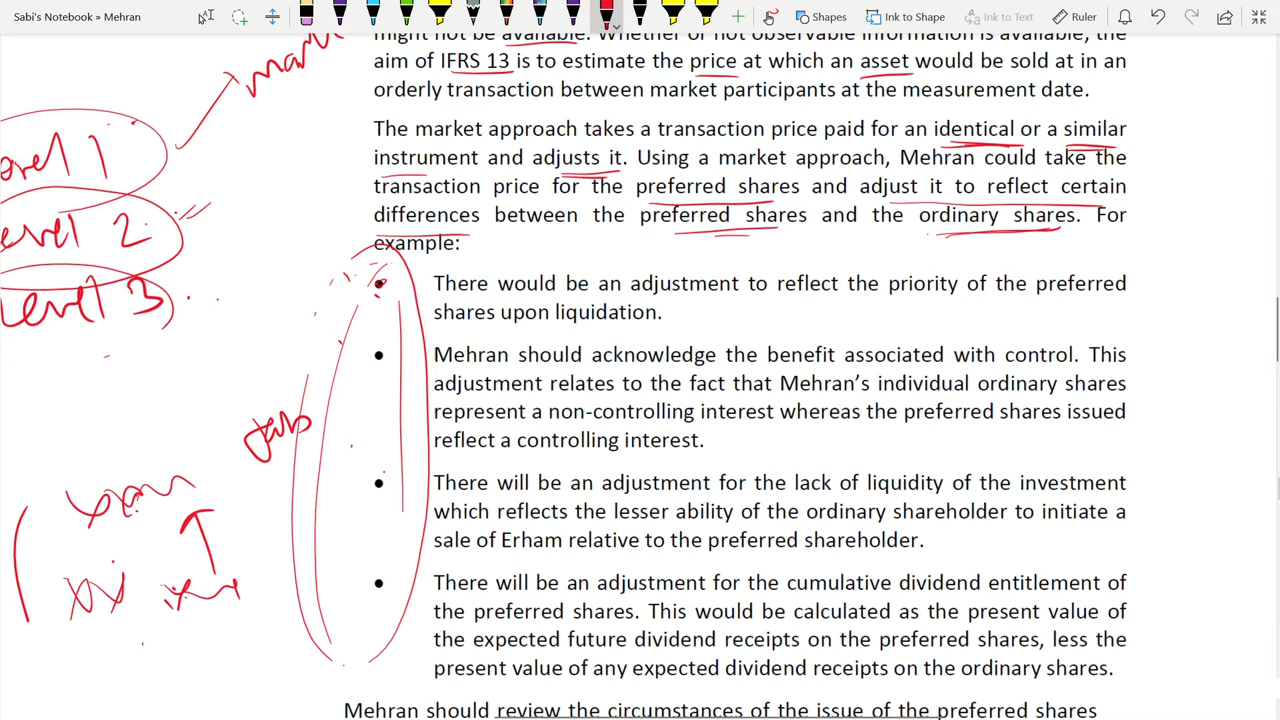 Sabi's Notebook » Mehran
Shapes
Ink to Shape
Ink to Text
Ruler
might not be available. Whether or not observable information is available, the
aim of IFRS 13 is to estimate the price at which an asset would be sold at in an
orderly transaction between market participants at the measurement date.
The market approach takes a transaction price paid for an identical or a similar
instrument and adjusts it. Using a market approach, Mehran could take the
transaction price for the preferred shares and adjust it to reflect certain
differences between the preferred shares and the ordinary shares. For
example:
• There would be an adjustment to reflect the priority of the preferred
shares upon liquidation.
• Mehran should acknowledge the benefit associated with control. This
adjustment relates to the fact that Mehran's individual ordinary shares
represent a non-controlling interest whereas the preferred shares issued
reflect a controlling interest.
• There will be an adjustment for the lack of liquidity of the investment
which reflects the lesser ability of the ordinary shareholder to initiate a
sale of Erham relative to the preferred shareholder.
• There will be an adjustment for the cumulative dividend entitlement of
the preferred shares. This would be calculated as the present value of
the expected future dividend receipts on the preferred shares, less the
present value of any expected dividend receipts on the ordinary shares.
Mehran should review the circumstances of the issue of the preferred shares
Level 1
Level 2
Level 3